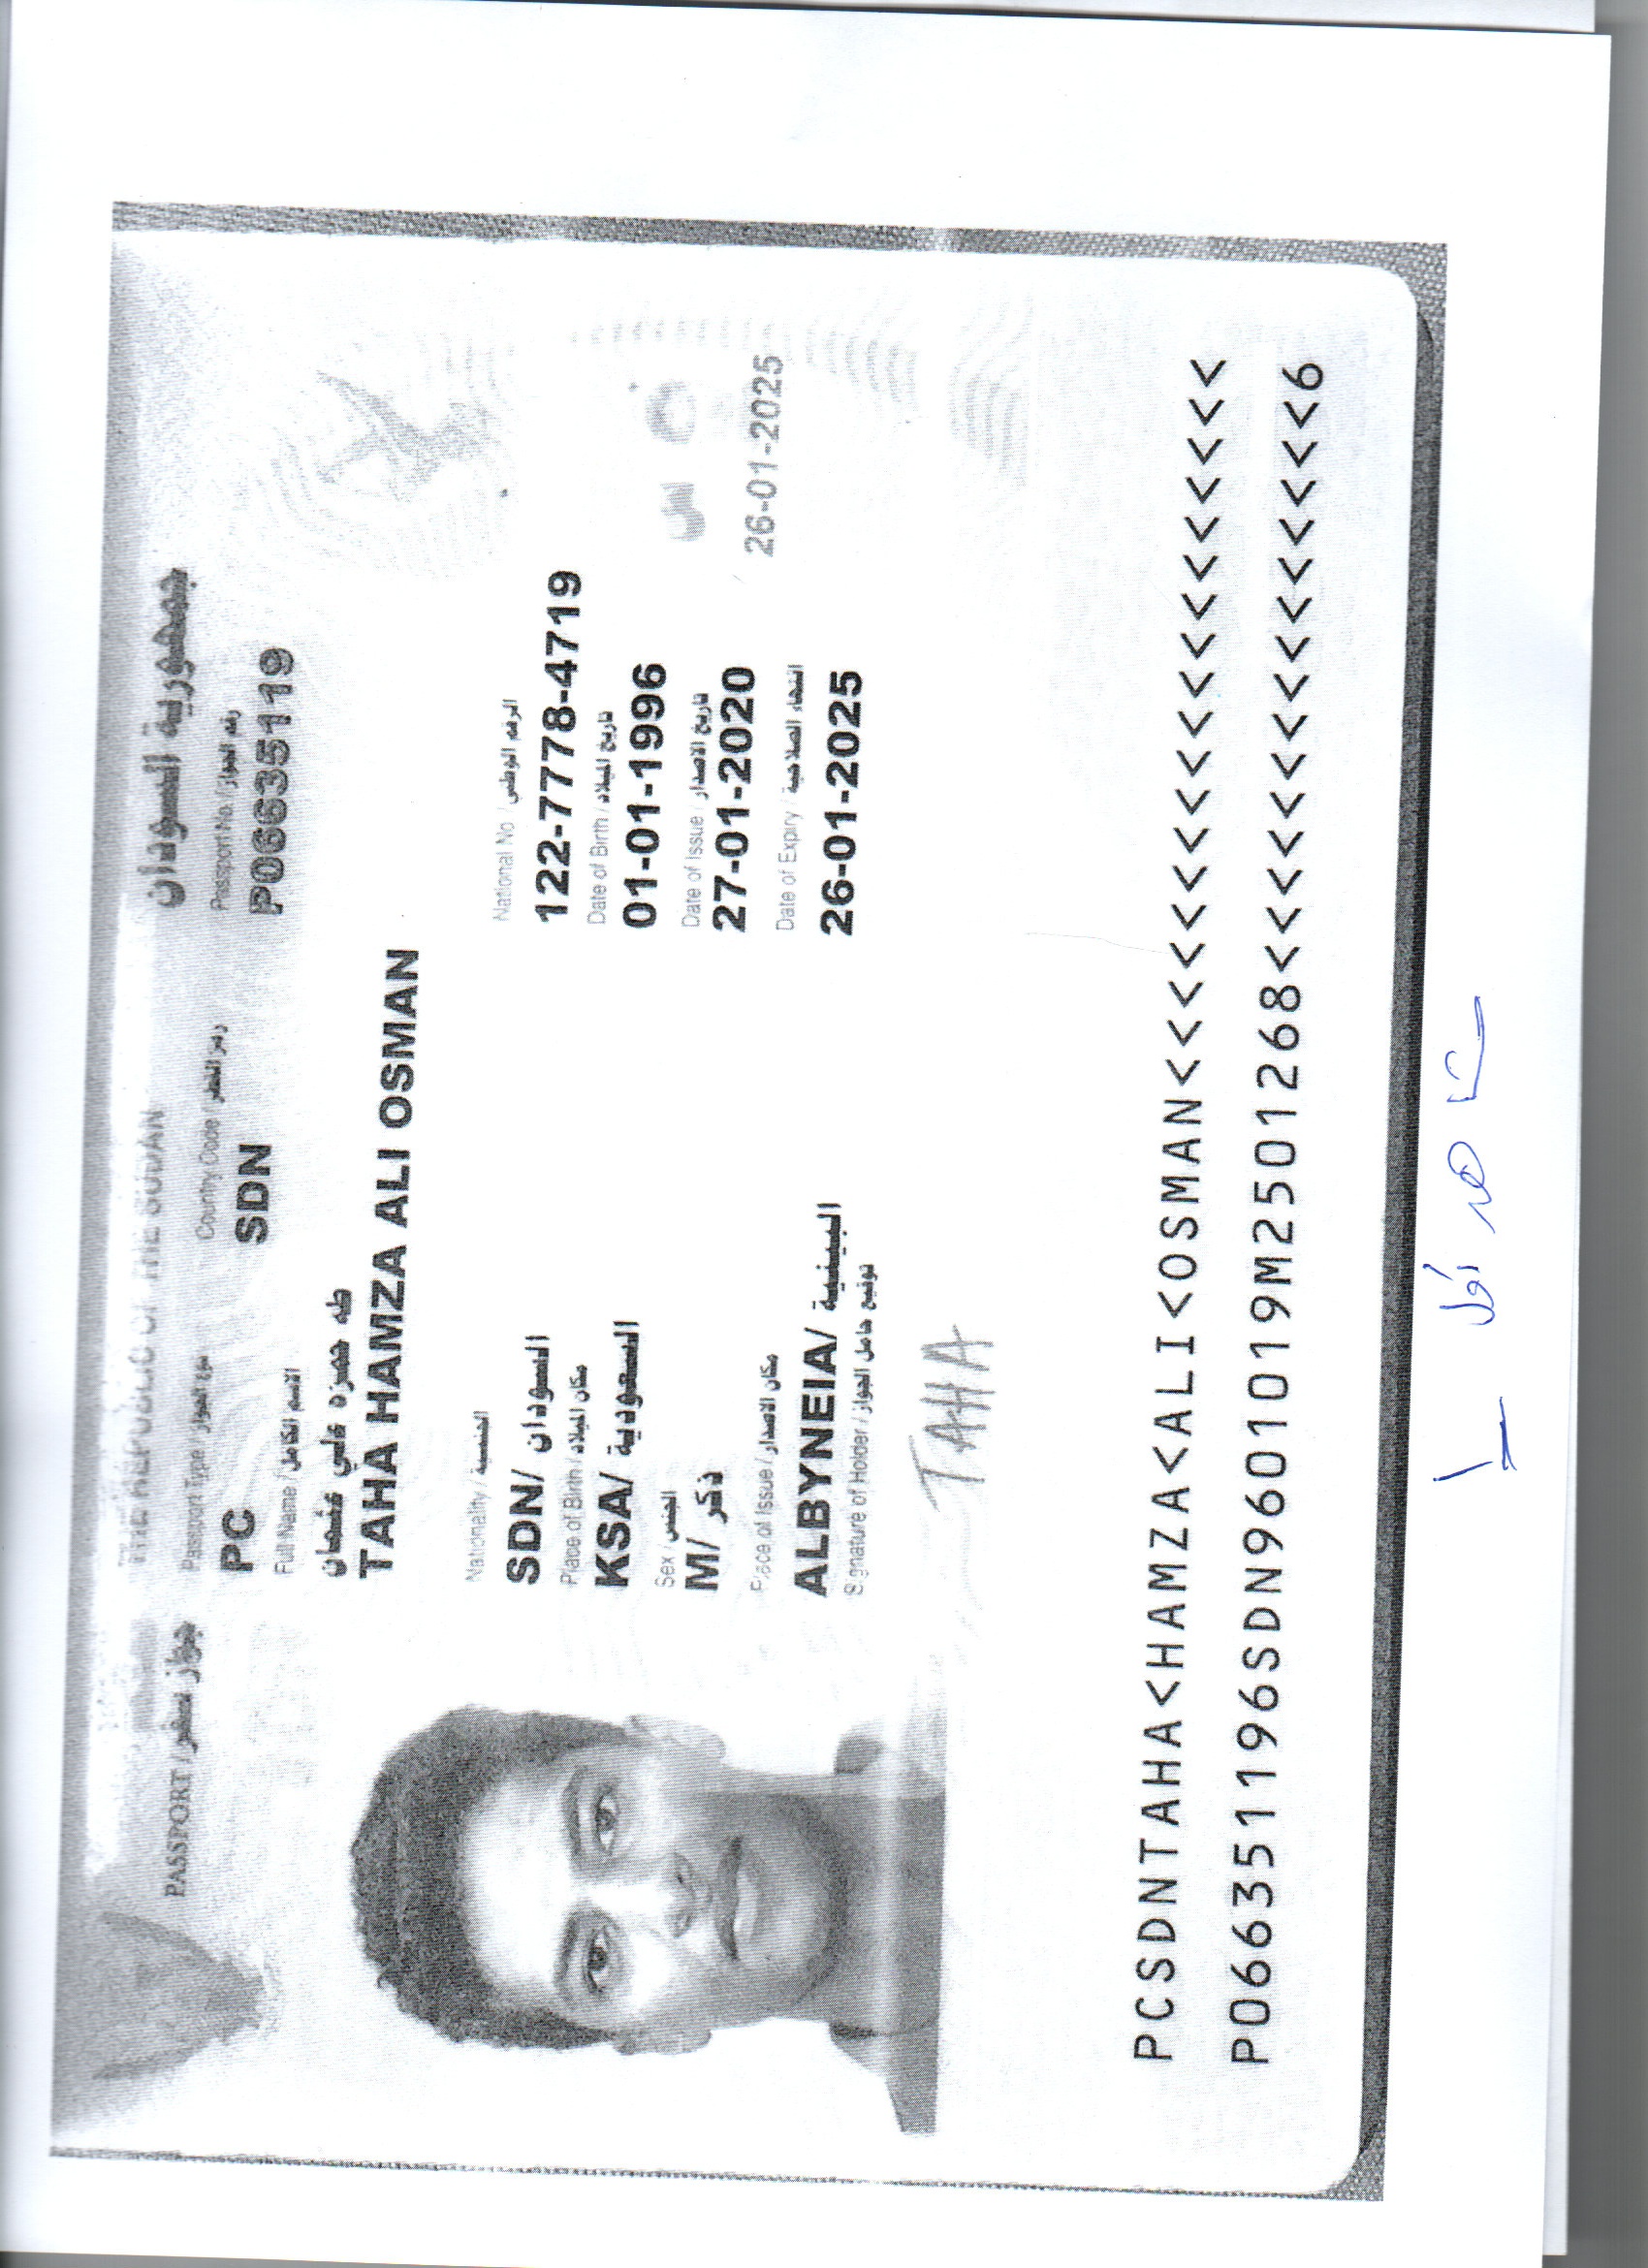 جمهورية السودان
THE REPUBLIC OF THE SUDAN
PASSPORT / جواز سفر
Passport Type / نوع الجواز
Country Code / رمز القطر
Passport No. / رقم الجواز
PC
SDN
P06635119
Full Name / الاسم الكامل
طه حمزة علي عثمان
TAHA HAMZA ALI OSMAN
Nationality / الجنسية
National No / الرقم الوطني
SDN/ السودان
122-7778-4719
Place of Birth / مكان الميلاد
Date of Birth / تاريخ الميلاد
KSA/ السعودية
01-01-1996
Sex / الجنس
Date of Issue / تاريخ الاصدار
M/ ذكر
27-01-2020
Place of Issue / مكان الاصدار
Date of Expiry / انتهاء الصلاحية
26-01-2025
ALBYNEIA/ البينية
26-01-2025
Signature of Holder / توقيع حامل الجواز
TAHA
PCSDNTAHA<HAMZA<ALI<OSMAN<<<<<<<<<<<<<<<<<<<
P066351196SDN9601019M2501268<<<<<<<<<<<<<<<6
شاهد أول